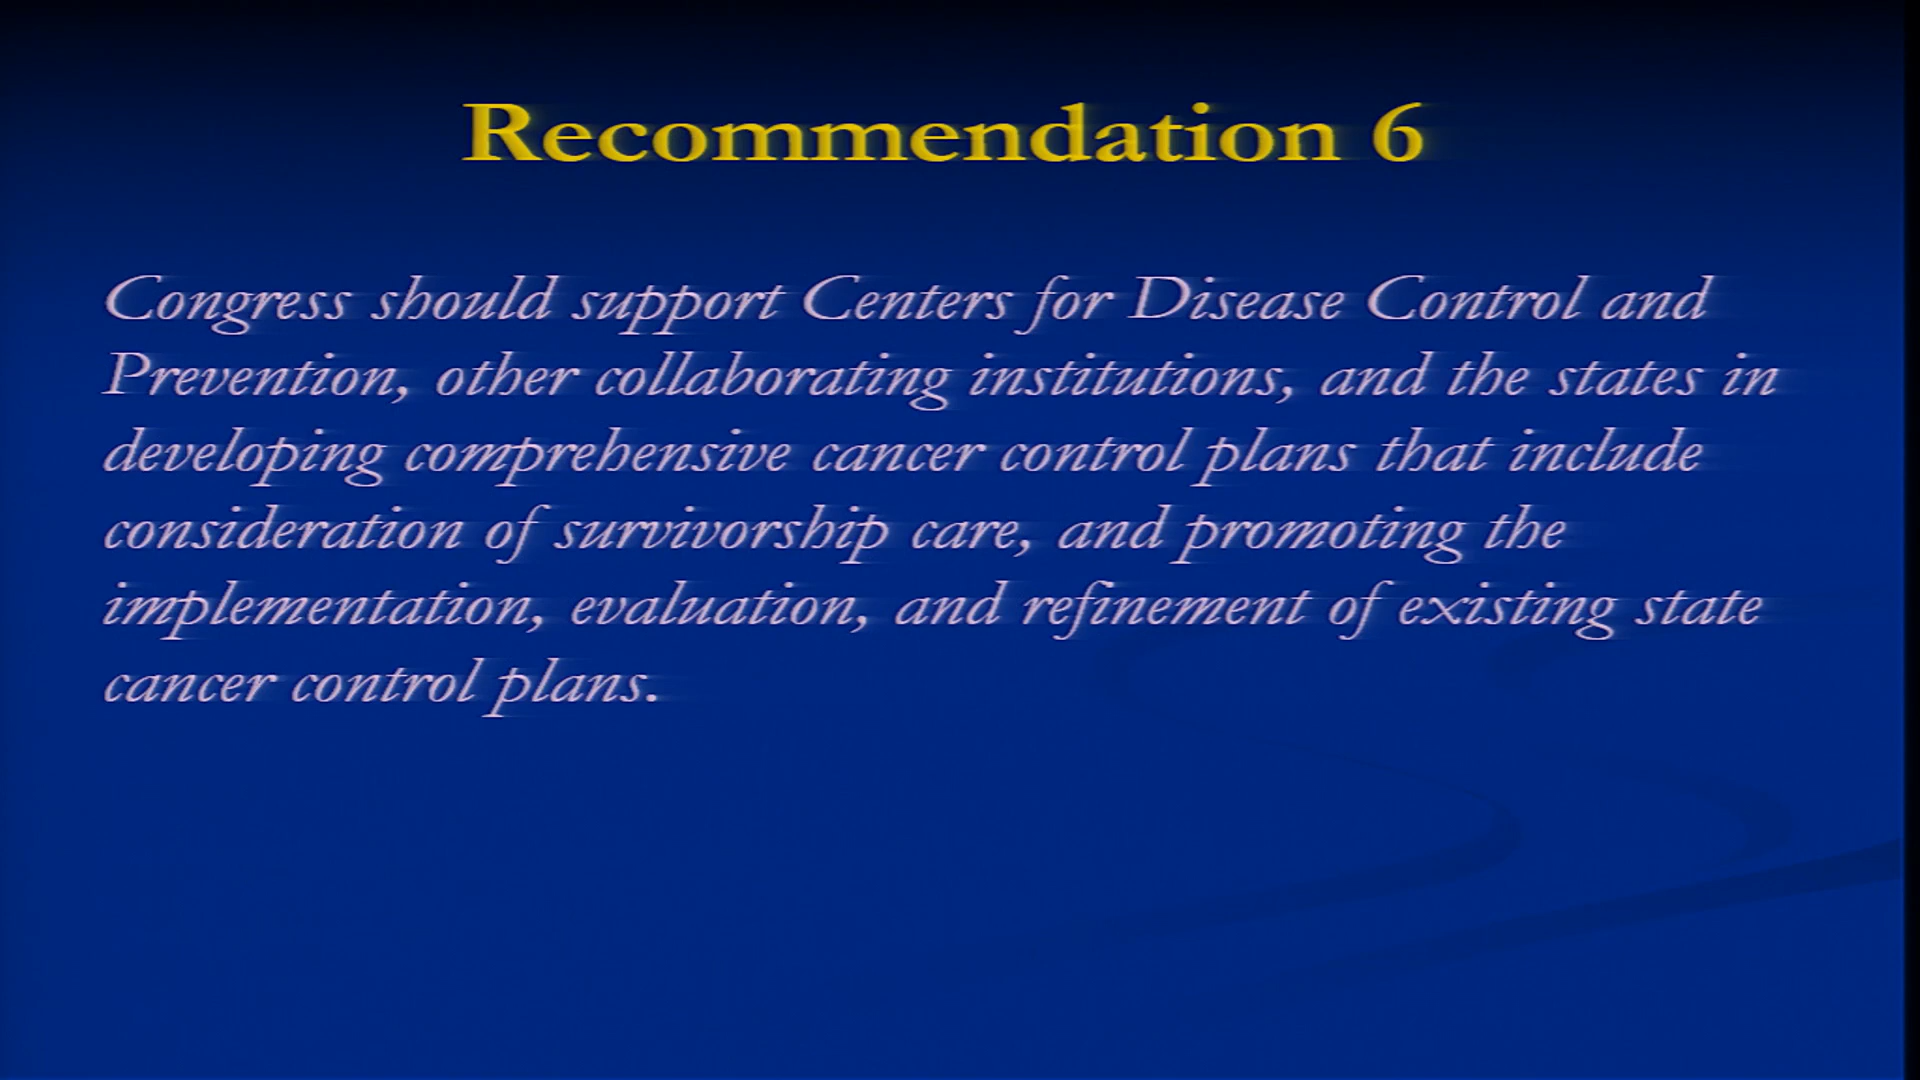 Recommendation 6
Congress should support Centers for Disease Control and
Prevention, other collaborating institutions, and the states in
developing comprehensive cancer control plans that include
consideration of survivorship care, and promoting the
implementation, evaluation, and refinement of existing state
cancer control plans.